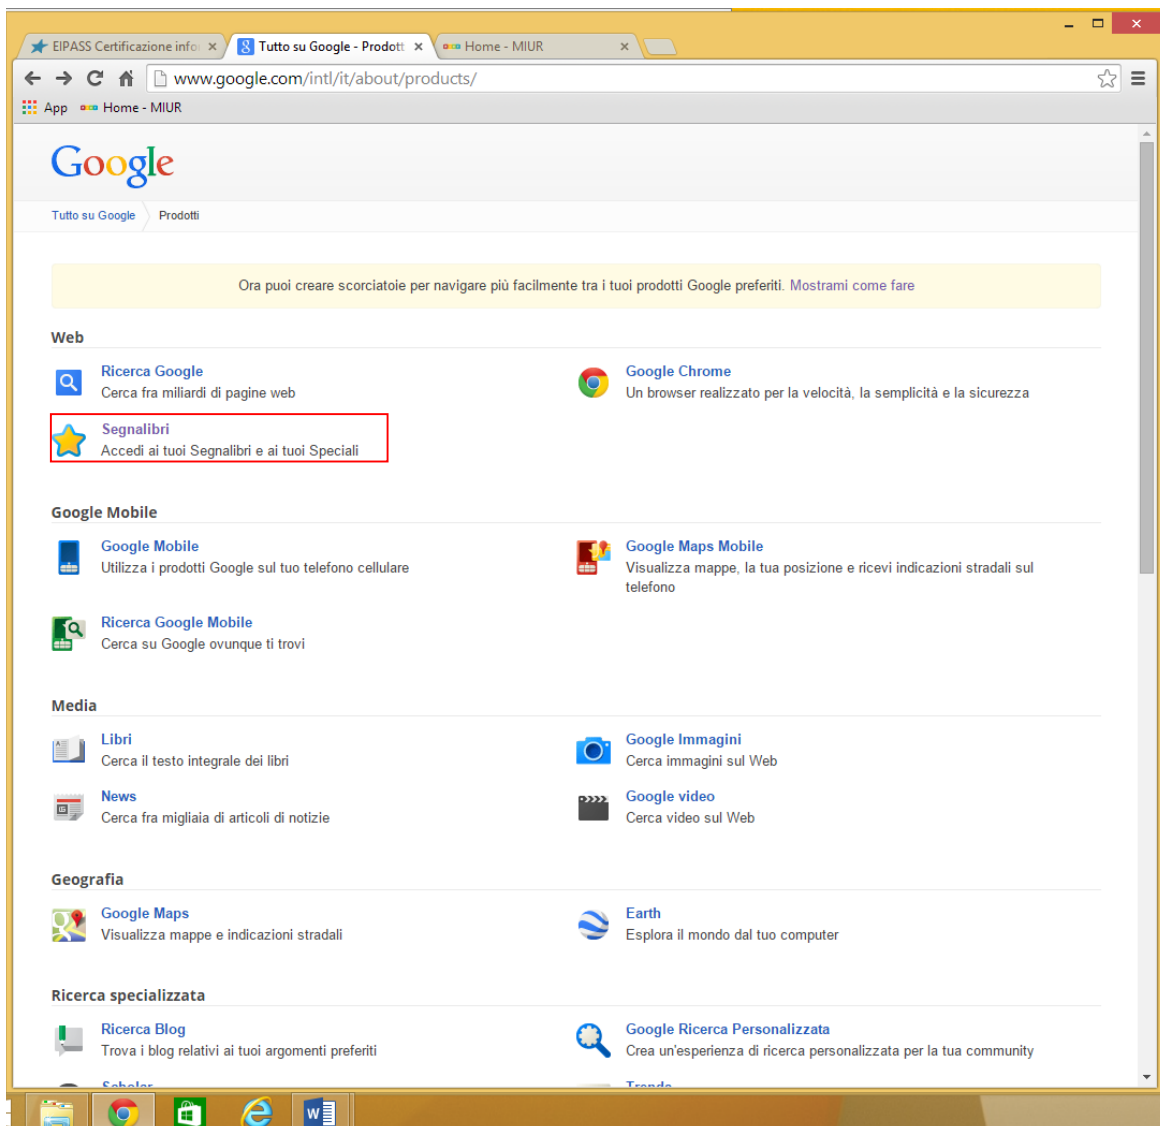 EIPASS Certificazione infor
Tutto su Google - Prodott
Home - MIUR
www.google.com/intl/it/about/products/
App
Home - MIUR
Google
Tutto su Google
Prodotti
Ora puoi creare scorciatoie per navigare più facilmente tra i tuoi prodotti Google preferiti. Mostrami come fare
Web
Ricerca Google
Cerca fra miliardi di pagine web
Google Chrome
Un browser realizzato per la velocità, la semplicità e la sicurezza
Segnalibri
Accedi ai tuoi Segnalibri e ai tuoi Speciali
Google Mobile
Google Mobile
Utilizza i prodotti Google sul tuo telefono cellulare
Google Maps Mobile
Visualizza mappe, la tua posizione e ricevi indicazioni stradali sul
telefono
Ricerca Google Mobile
Cerca su Google ovunque ti trovi
Media
Libri
Cerca il testo integrale dei libri
Google Immagini
Cerca immagini sul Web
News
Cerca fra migliaia di articoli di notizie
Google video
Cerca video sul Web
Geografia
Google Maps
Visualizza mappe e indicazioni stradali
Earth
Esplora il mondo dal tuo computer
Ricerca specializzata
Ricerca Blog
Trova i blog relativi ai tuoi argomenti preferiti
Google Ricerca Personalizzata
Crea un'esperienza di ricerca personalizzata per la tua community
Scholar
Trends